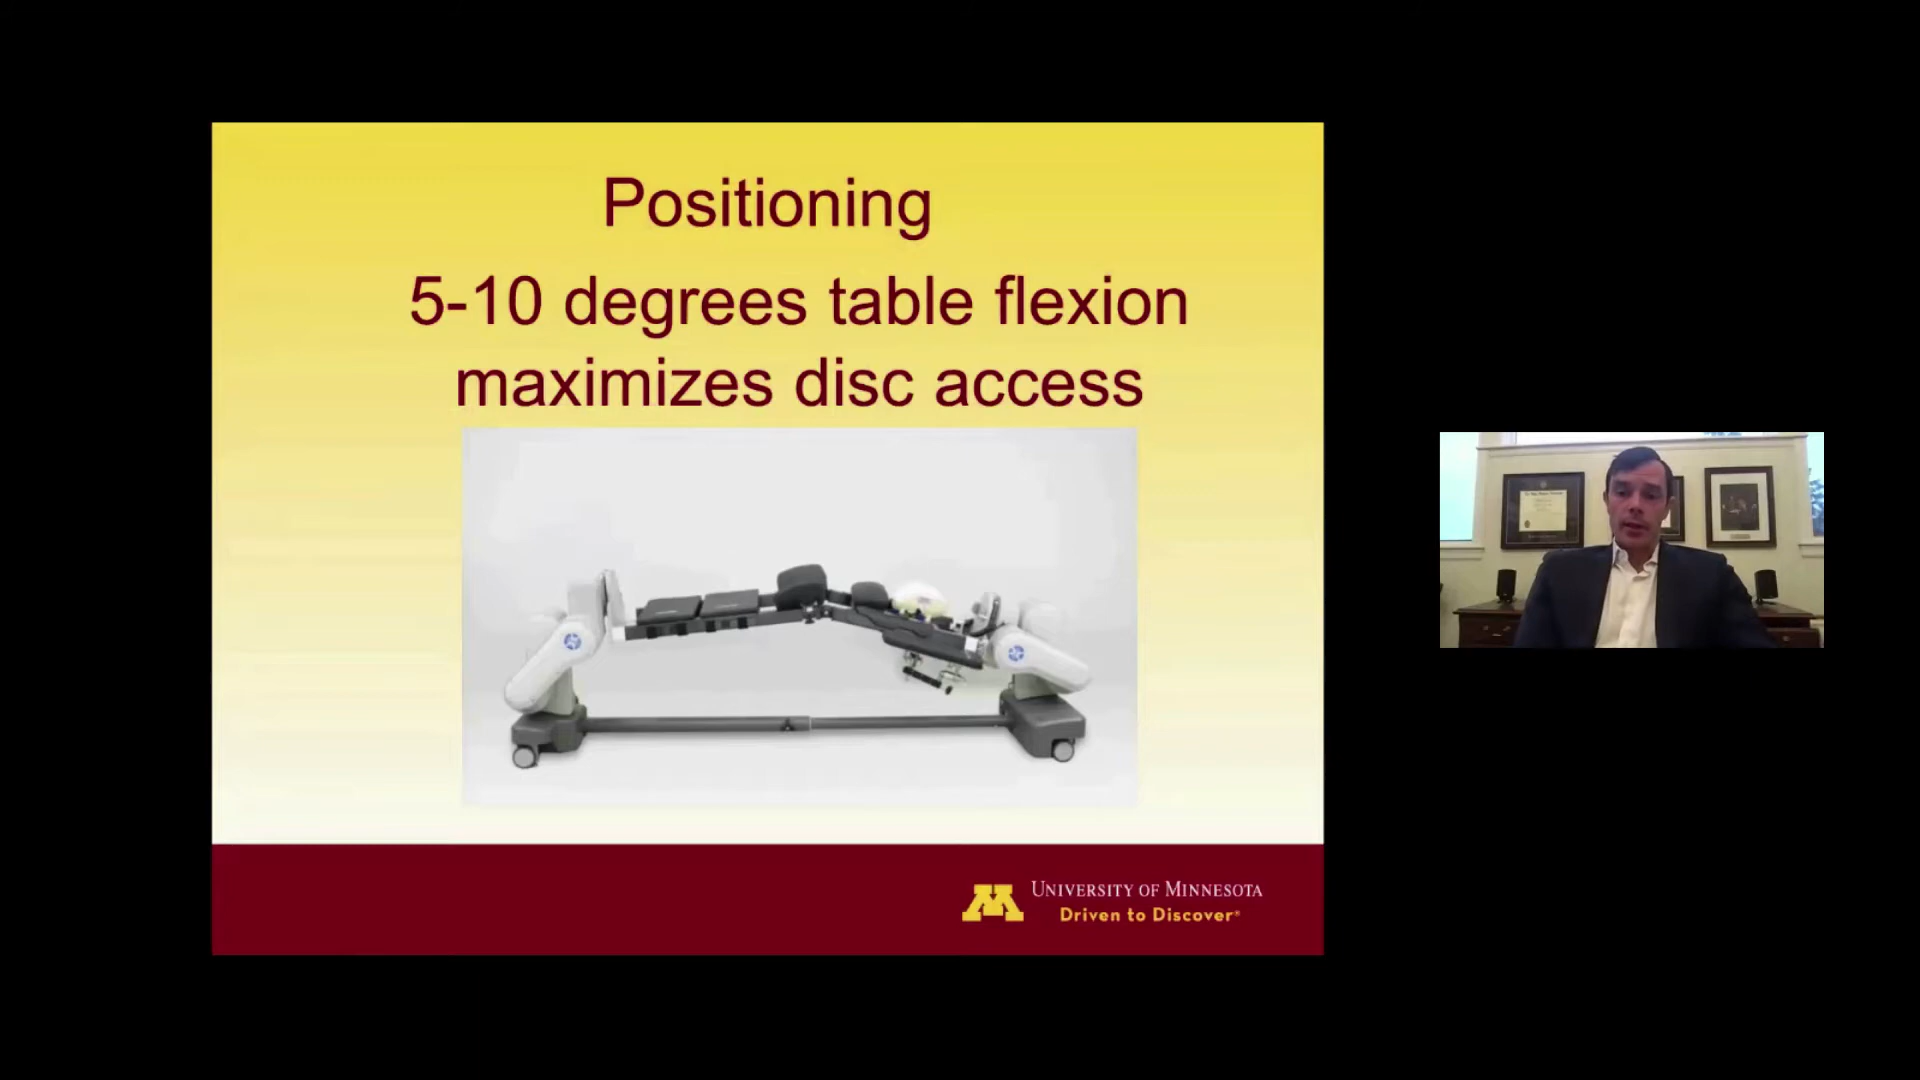 Positioning
5-10 degrees table flexion
maximizes disc access
University of Minnesota
Driven to Discover®